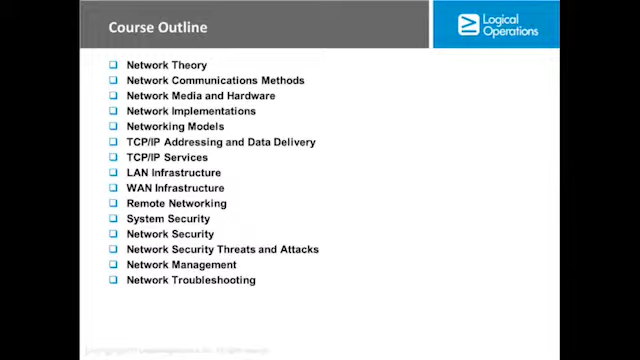 Course Outline
Logical
Operations
Network Theory
Network Communications Methods
Network Media and Hardware
Network Implementations
Networking Models
TCP/IP Addressing and Data Delivery
TCP/IP Services
LAN Infrastructure
WAN Infrastructure
Remote Networking
System Security
Network Security
Network Security Threats and Attacks
Network Management
Network Troubleshooting